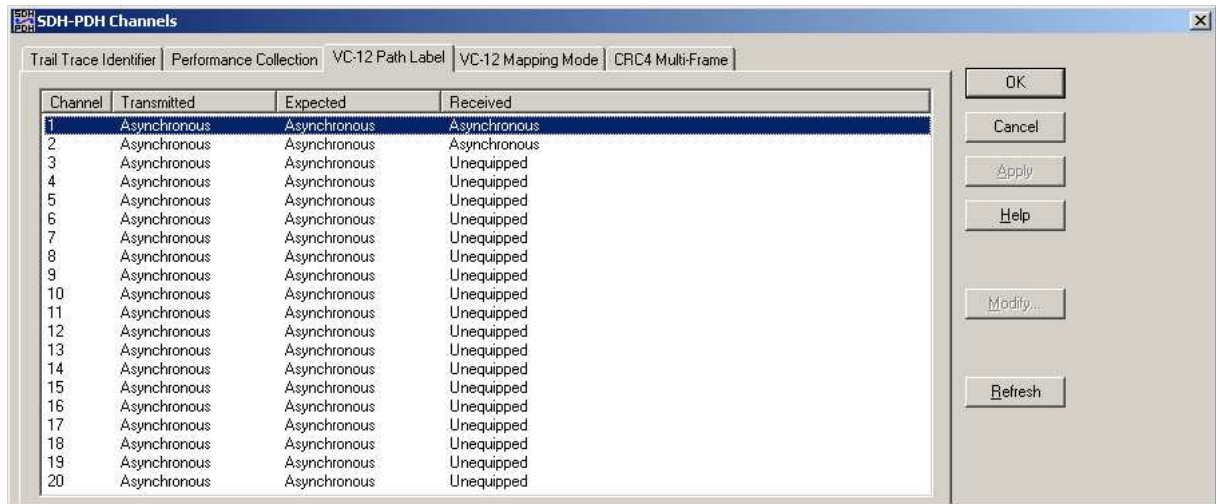 SDH PDH SDH-PDH Channels
Trail Trace Identifier Performance Collection VC-12 Path Label VC-12 Mapping Mode CRC4 Multi-Frame
OK
Channel Transmitted Expected Received
1 Asynchronous Asynchronous Asynchronous
Cancel
2 Asynchronous Asynchronous Asynchronous
3 Asynchronous Asynchronous Unequipped
4 Asynchronous Asynchronous Unequipped
Apply
5 Asynchronous Asynchronous Unequipped
6 Asynchronous Asynchronous Unequipped
Help
7 Asynchronous Asynchronous Unequipped
8 Asynchronous Asynchronous Unequipped
9 Asynchronous Asynchronous Unequipped
10 Asynchronous Asynchronous Unequipped
Modify...
11 Asynchronous Asynchronous Unequipped
12 Asynchronous Asynchronous Unequipped
13 Asynchronous Asynchronous Unequipped
14 Asynchronous Asynchronous Unequipped
15 Asynchronous Asynchronous Unequipped
Refresh
16 Asynchronous Asynchronous Unequipped
17 Asynchronous Asynchronous Unequipped
18 Asynchronous Asynchronous Unequipped
19 Asynchronous Asynchronous Unequipped
20 Asynchronous Asynchronous Unequipped